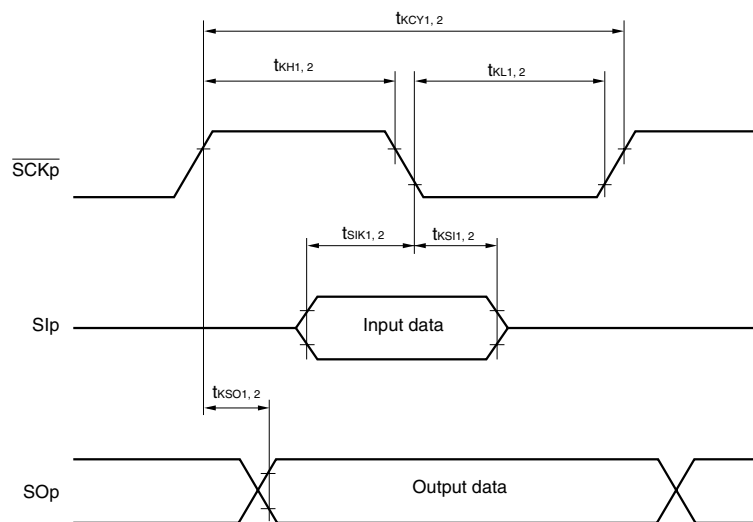 tKCY1, 2
tKH1, 2
tKL1, 2
SCKp
tSIK1, 2
tKSI1, 2
SIp
Input data
tKSO1, 2
SOp
Output data